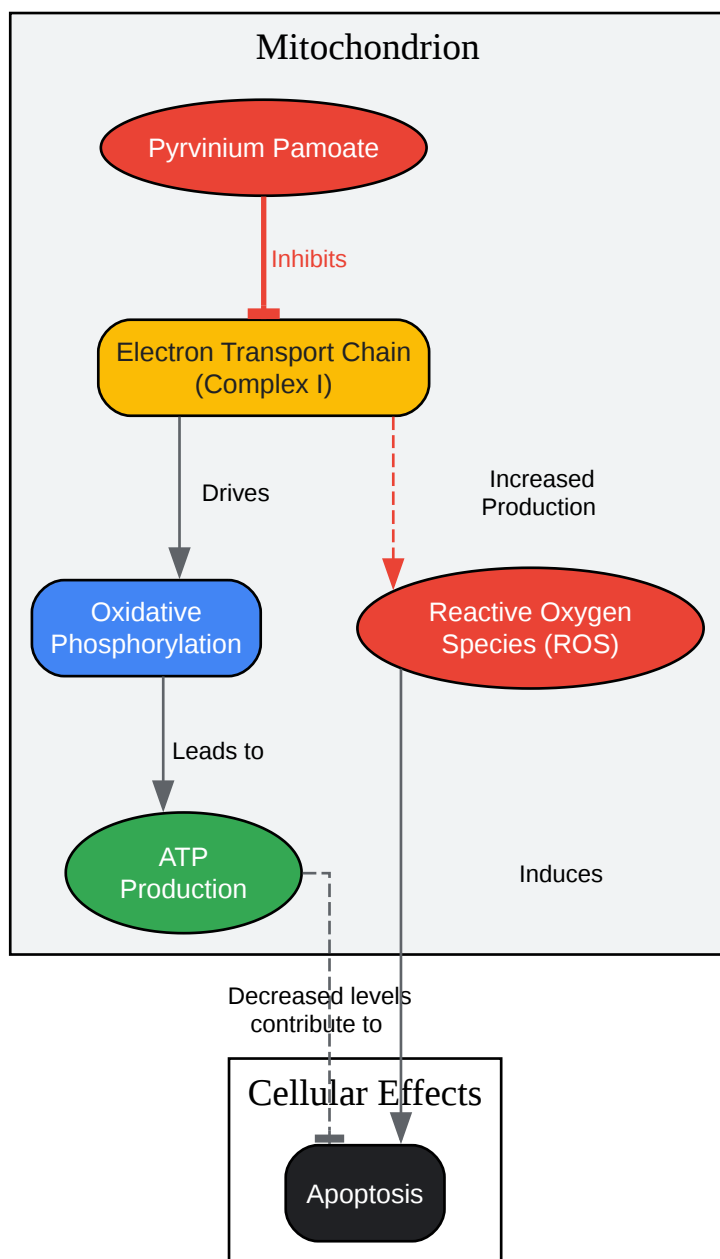 Mitochondrion
Pyrvinium Pamoate
Inhibits
Electron Transport Chain
(Complex I)
Drives
Increased
Production
Oxidative
Phosphorylation
Reactive Oxygen
Species (ROS)
Leads to
ATP
Production
Induces
Decreased levels
contribute to
Cellular Effects
Apoptosis